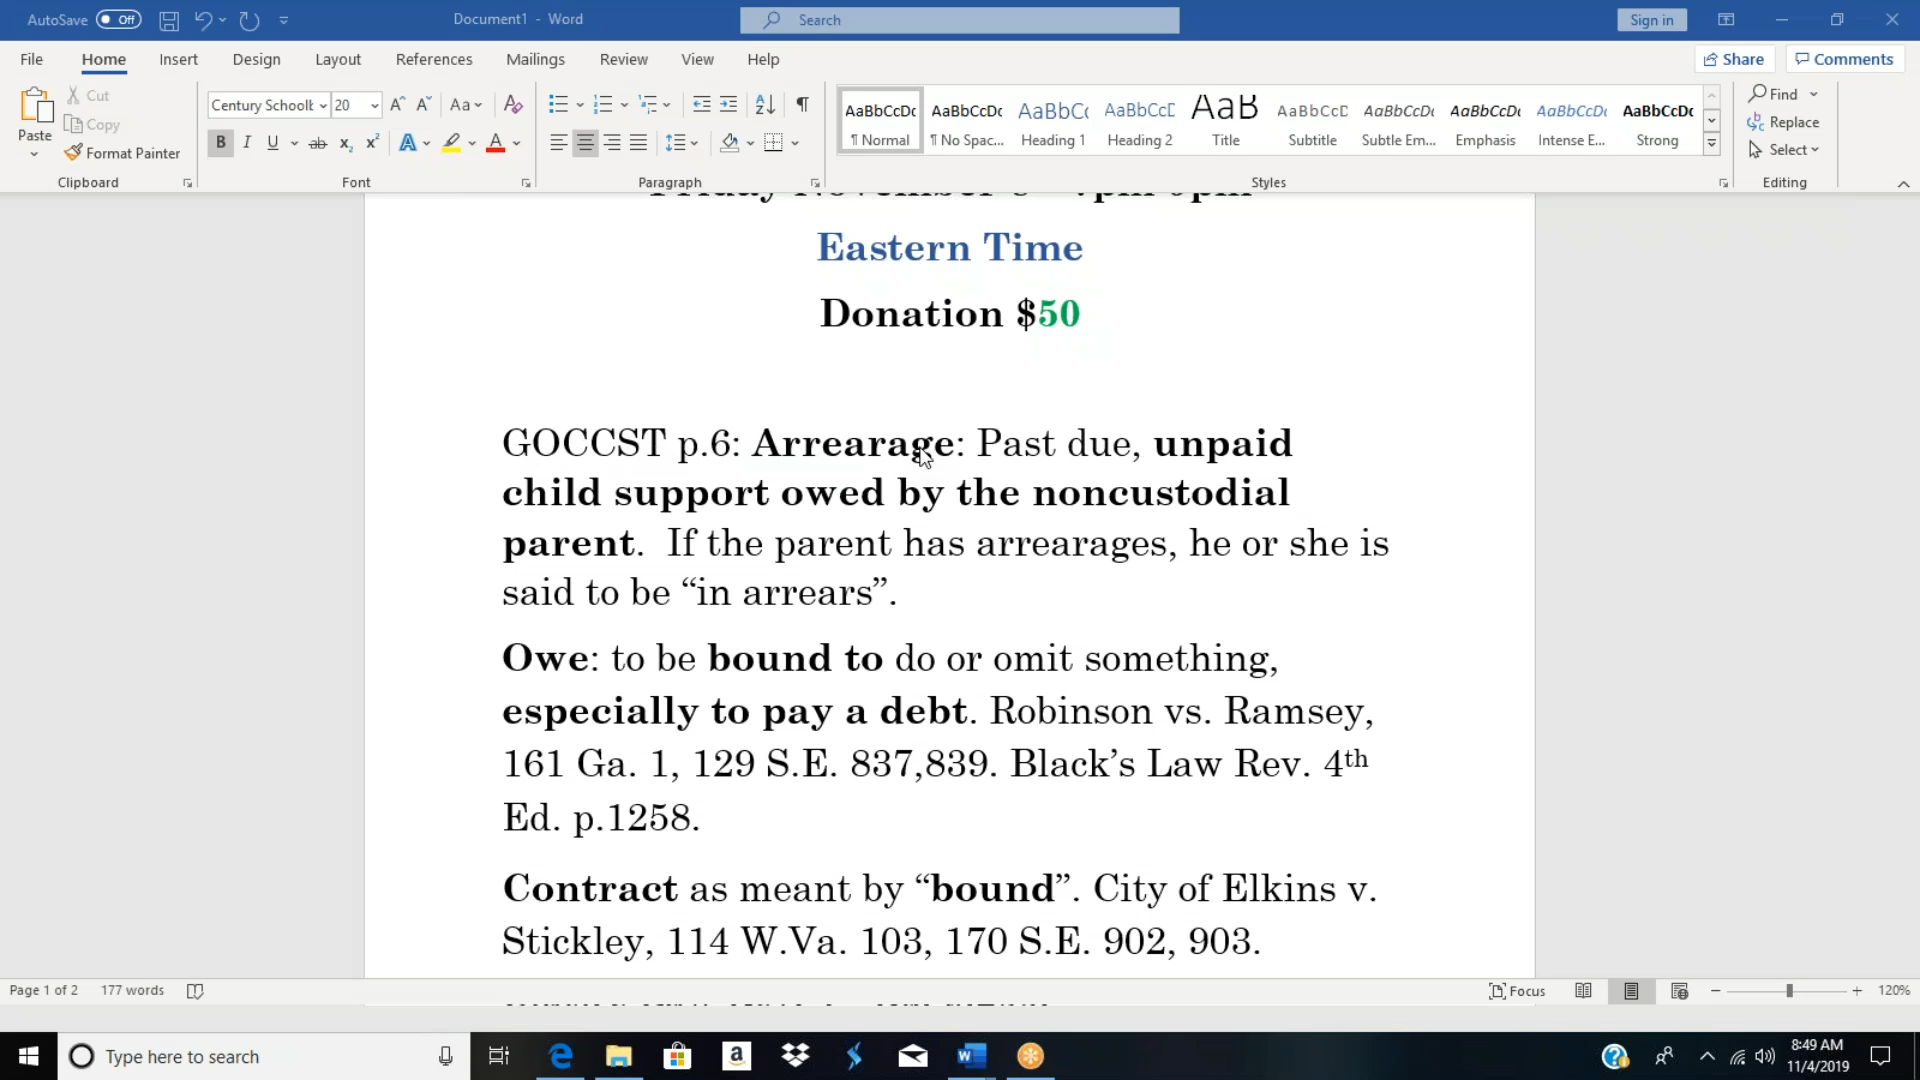 AutoSave Off Document1 - Word Search Sign in
File Home Insert Design Layout References Mailings Review View Help Share Comments
Paste Cut Copy Format Painter
Century Schoolb 20 Aa
AaBbCcDc AaBbCcDc AaBbC( AaBbCcD AaB AaBbCcD AaBbCcDt AaBbCcDt AaBbCcDt AaBbCcDc
¶ Normal ¶ No Spac... Heading 1 Heading 2 Title Subtitle Subtle Em... Emphasis Intense E... Strong
Find
Replace
Select
Clipboard Font Paragraph Styles Editing
Eastern Time
Donation $50
GOCCST p.6: Arrearage: Past due, unpaid
child support owed by the noncustodial
parent. If the parent has arrearages, he or she is
said to be “in arrears”.
Owe: to be bound to do or omit something,
especially to pay a debt. Robinson vs. Ramsey,
161 Ga. 1, 129 S.E. 837,839. Black’s Law Rev. 4th
Ed. p.1258.
Contract as meant by “bound”. City of Elkins v.
Stickley, 114 W.Va. 103, 170 S.E. 902, 903.
Page 1 of 2 177 words Focus 120%
Type here to search
8:49 AM
11/4/2019